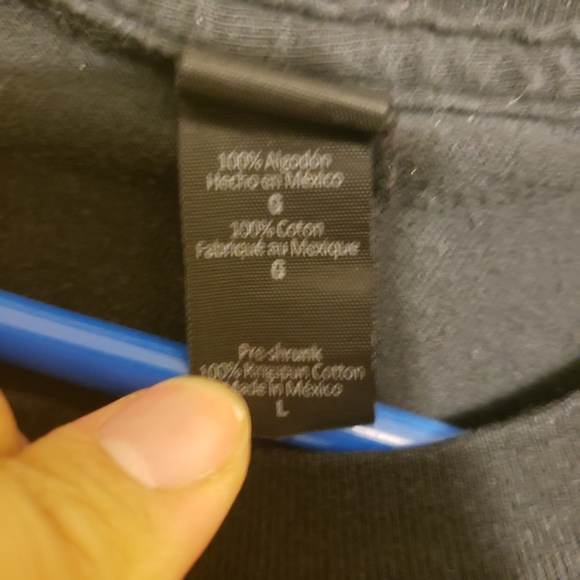 100% Algodón
Hecho en México
G
100% Coton
Fabriqué au Mexique
G
Pre-shrunk
100% Ringspun Cotton
Made in México
L